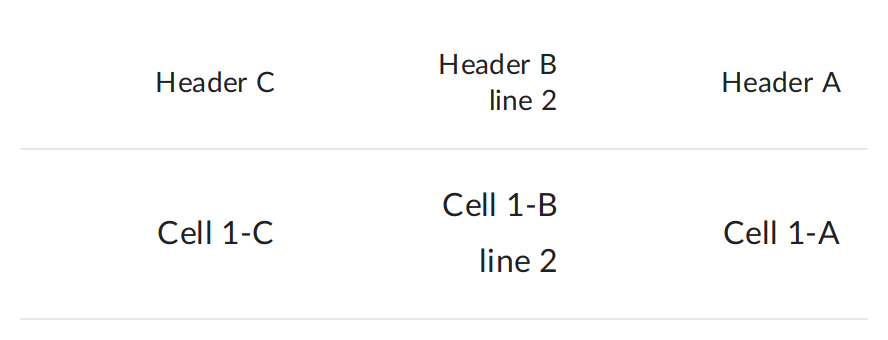 Header C
Header B
line 2
Header A
Cell 1-C
Cell 1-B
line 2
Cell 1-A